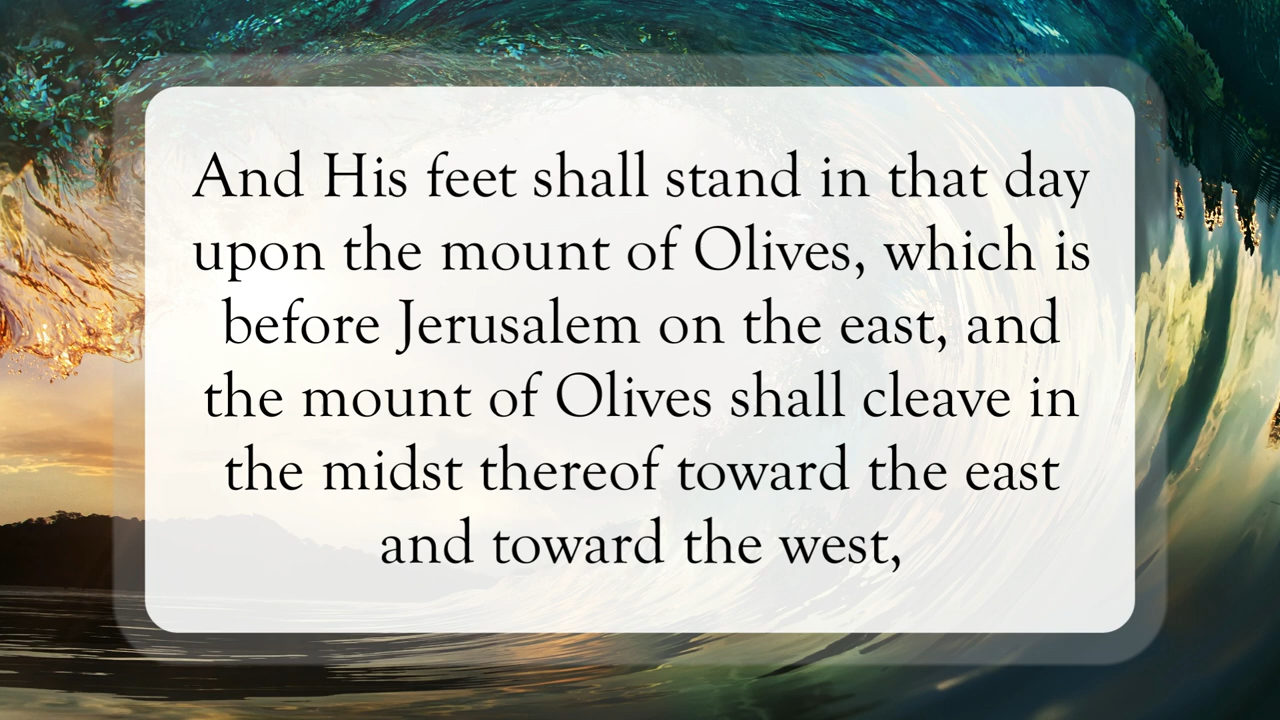 And His feet shall stand in that day
upon the mount of Olives, which is
before Jerusalem on the east, and
the mount of Olives shall cleave in
the midst thereof toward the east
and toward the west,